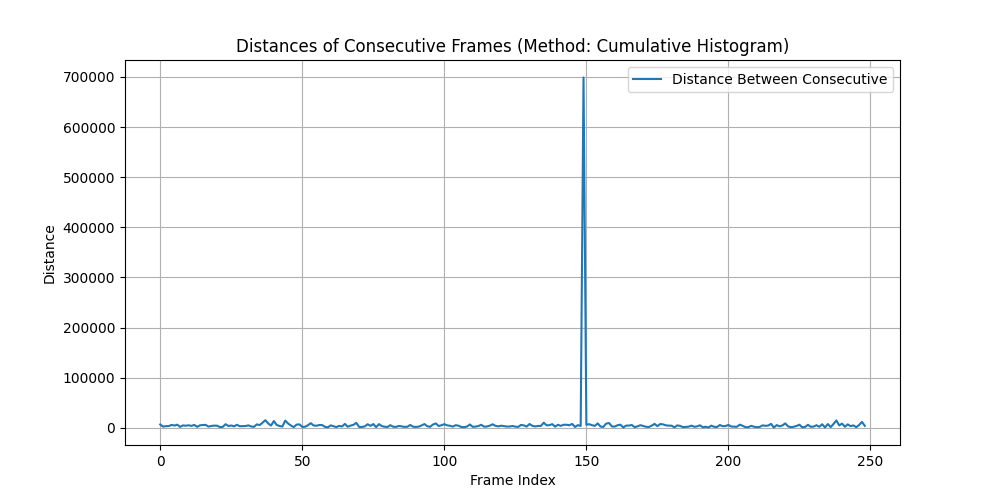 Distances of Consecutive Frames (Method: Cumulative Histogram)
Distance Between Consecutive
700000
600000
500000
400000
300000
200000
100000
0
Distance
0 50 100 150 200 250
Frame Index